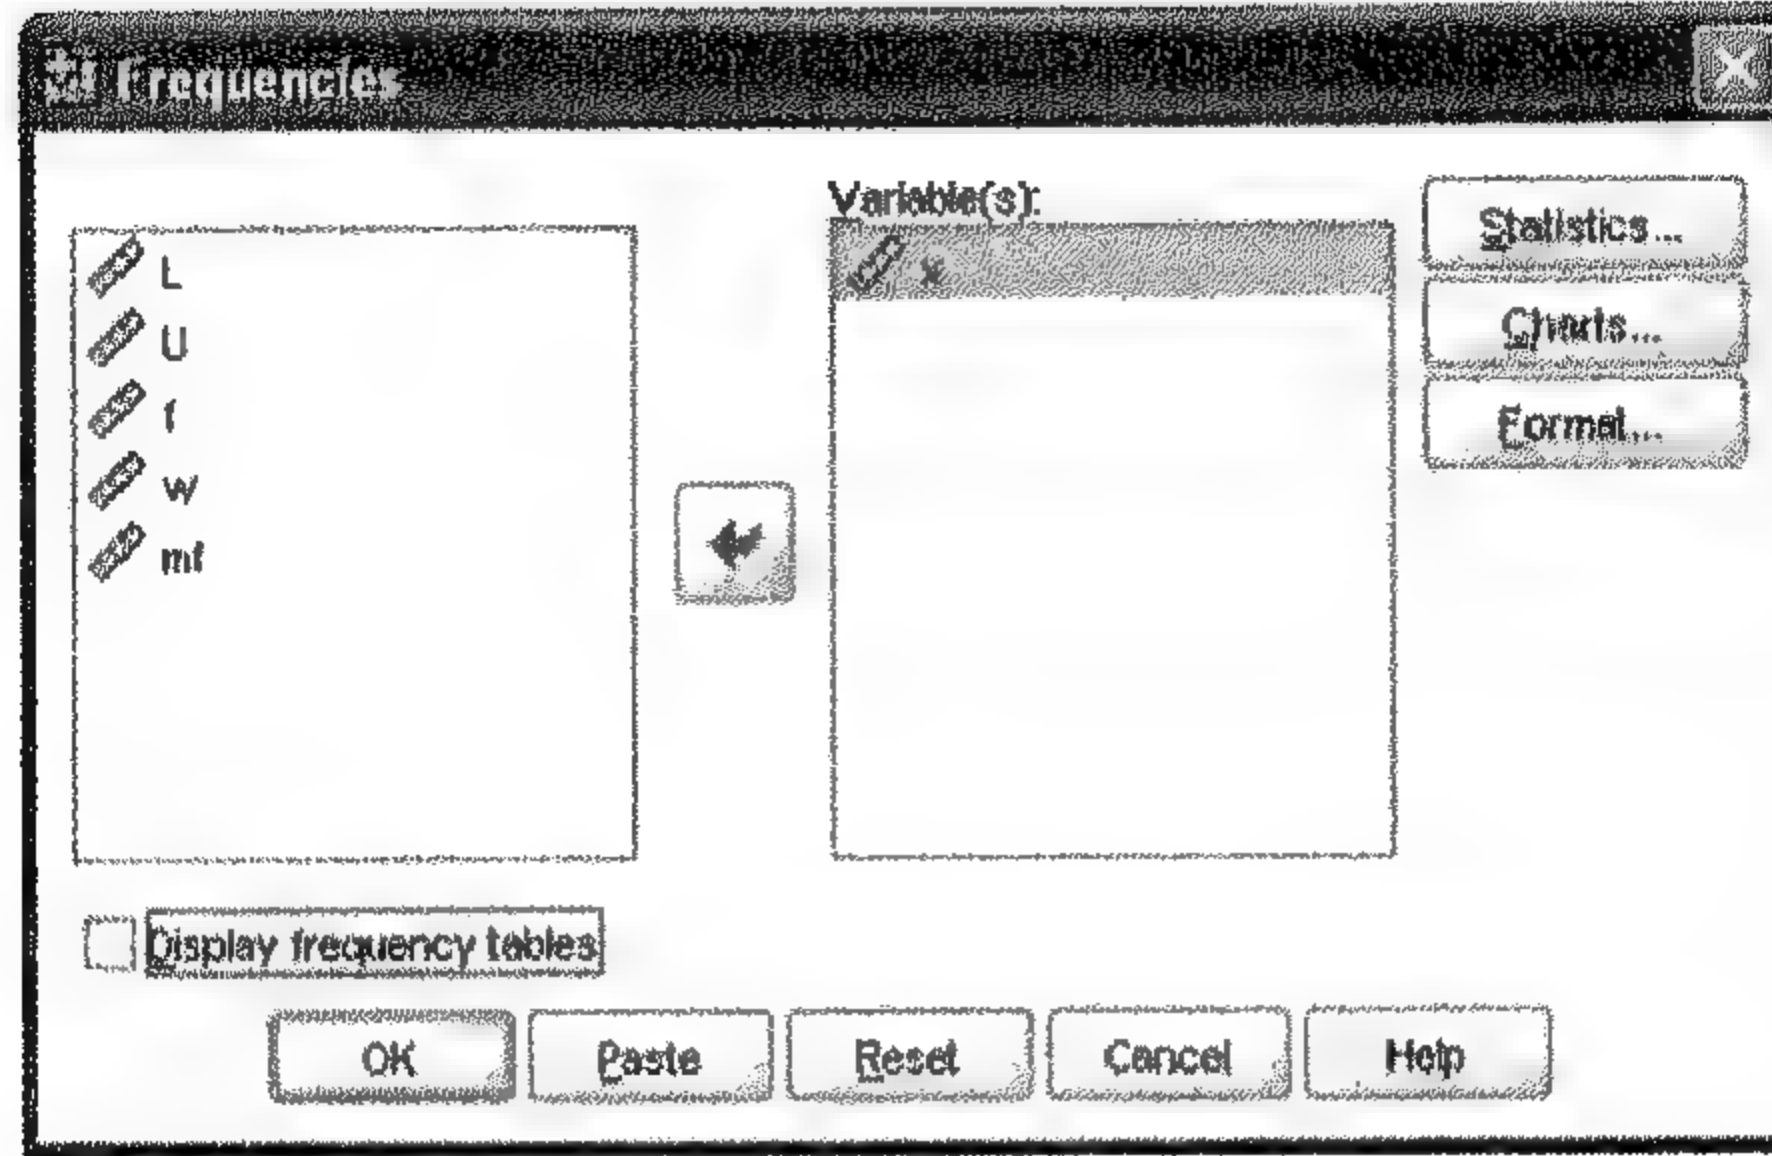 Frequencies
Variable(s):
L
U
f
w
mf
x
Statistics...
Charts...
Format...
Display frequency tables
OK
Paste
Reset
Cancel
Help